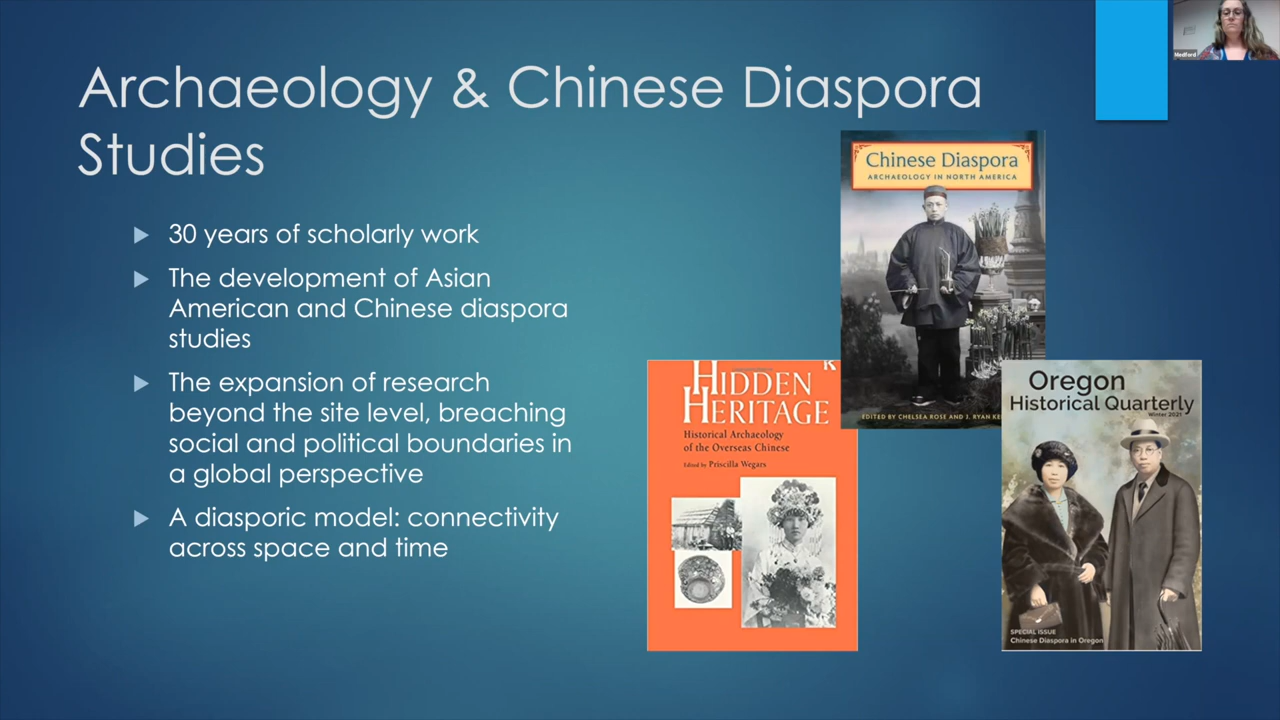 Archaeology & Chinese Diaspora
Studies
30 years of scholarly work
The development of Asian
American and Chinese diaspora
studies
The expansion of research
beyond the site level, breaching
social and political boundaries in
a global perspective
A diasporic model: connectivity
across space and time
Chinese Diaspora
ARCHAEOLOGY IN NORTH AMERICA
EDITED BY CHELSEA ROSE AND J. RYAN
HIDDEN
HERITAGE
Historical Archaeology
of the Overseas Chinese
Edited by Priscilla Wegars
Oregon
Historical Quarterly
Winter 2021
SPECIAL ISSUE
Chinese Diaspora in Oregon
Medford